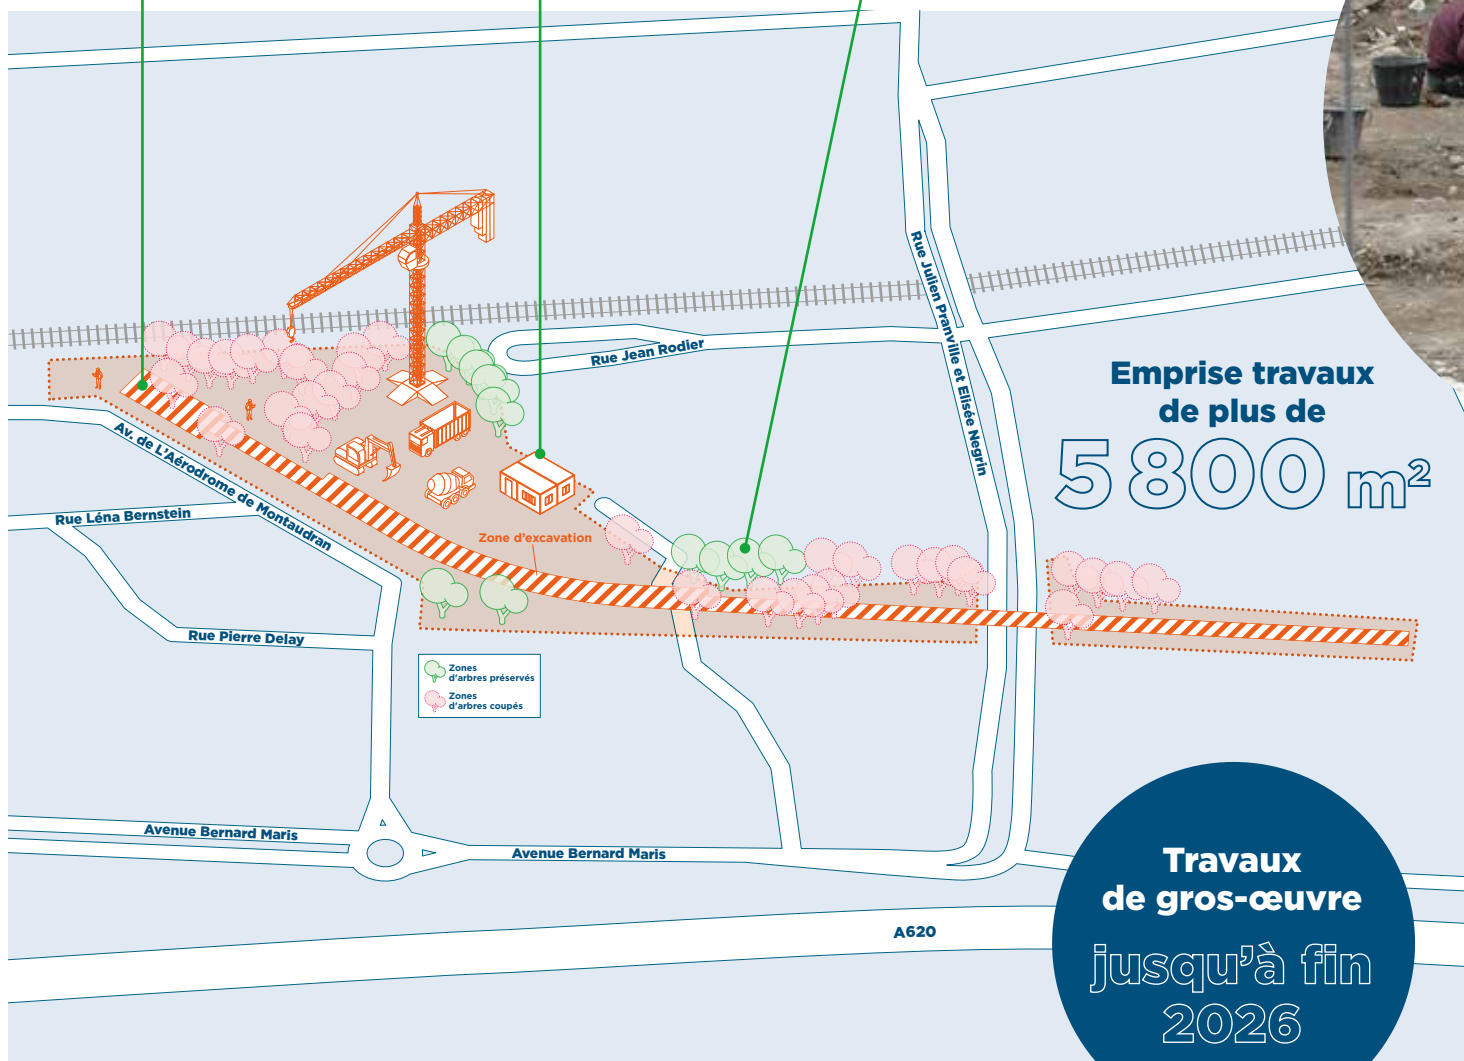 Rue Julien Pranville et Elisée Negrin
Rue Jean Rodier
Emprise travaux
de plus de
5 800 m²
Av. de L'Aérodrome de Montaudran
Rue Léna Bernstein
Zone d'excavation
Rue Pierre Delay
Zones
d'arbres préservés
Zones
d'arbres coupés
Avenue Bernard Maris
Avenue Bernard Maris
A620
Travaux
de gros-œuvre
jusqu'à fin
2026